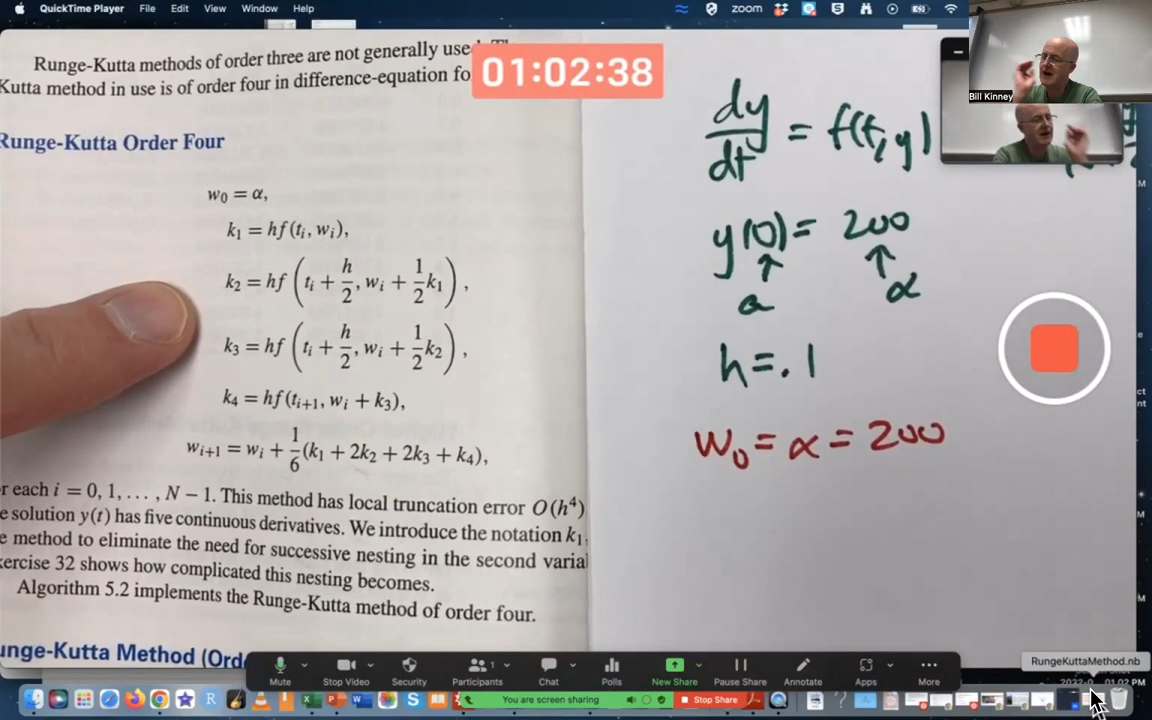 QuickTime Player File Edit View Window Help
zoom
Runge-Kutta methods of order three are not generally use
Kutta method in use is of order four in difference-equation fo
01:02:38
Runge-Kutta Order Four
w₀ = α,
k₁ = hf(tᵢ, wᵢ),
k₂ = hf(tᵢ + h/2, wᵢ + 1/2 k₁),
k₃ = hf(tᵢ + h/2, wᵢ + 1/2 k₂),
k₄ = hf(tᵢ₊₁, wᵢ + k₃),
wᵢ₊₁ = wᵢ + 1/6 (k₁ + 2k₂ + 2k₃ + k₄),
r each i = 0, 1, . . . , N − 1. This method has local truncation error O(h⁴)
e solution y(t) has five continuous derivatives. We introduce the notation k₁
e method to eliminate the need for successive nesting in the second varia
ercise 32 shows how complicated this nesting becomes.
Algorithm 5.2 implements the Runge-Kutta method of order four.
unge-Kutta Method (Ord
dy/dt = f(t, y)
y(0) = 200
a α
h = .1
w₀ = α = 200
Bill Kinney
RungeKuttaMethod.nb
Mute Stop Video Security Participants 1 Chat Polls New Share Pause Share Annotate Apps More
You are screen sharing Stop Share